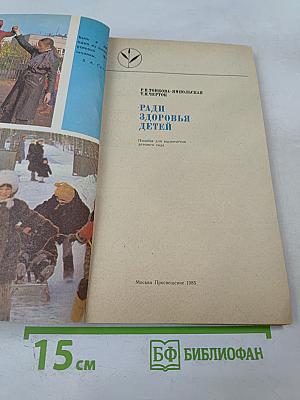 Р.В.ТОНКОВА-ЯМПОЛЬСКАЯ
Т.Я.ЧЕРТОК
РАДИ
ЗДОРОВЬЯ
ДЕТЕЙ
Пособие для воспитателя
детского сада
Москва Просвещение 1985
15 см
БФ БИБЛИОФАН